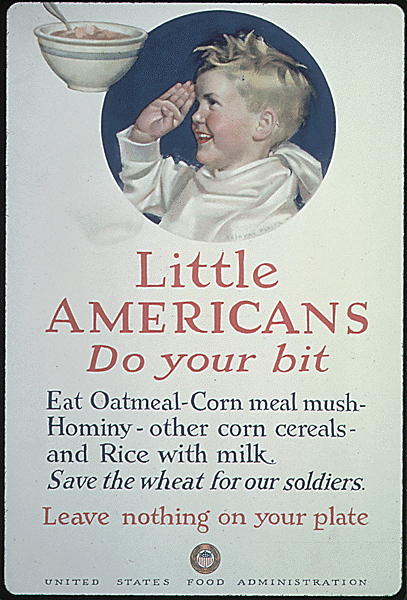 Little
AMERICANS
Do your bit
Eat Oatmeal-Corn meal mush-
Hominy - other corn cereals -
and Rice with milk.
Save the wheat for our soldiers.
Leave nothing on your plate
UNITED STATES FOOD ADMINISTRATION